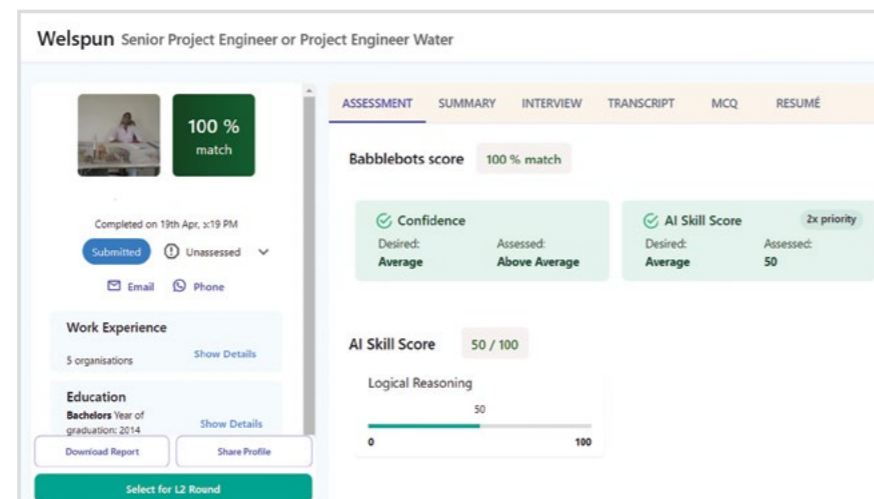 Welspun Senior Project Engineer or Project Engineer Water
100 %
match
Completed on 19th Apr, 3:19 PM
Submitted Unassessed
Email Phone
Work Experience
5 organisations Show Details
Education
Bachelors Year of
graduation: 2014 Show Details
Download Report Share Profile
Select for L2 Round
ASSESSMENT SUMMARY INTERVIEW TRANSCRIPT MCQ RESUMÉ
Babblebots score 100 % match
Confidence
Desired: Assessed:
Average Above Average
AI Skill Score 2x priority
Desired: Assessed:
Average 50
AI Skill Score 50 / 100
Logical Reasoning
50
0 100